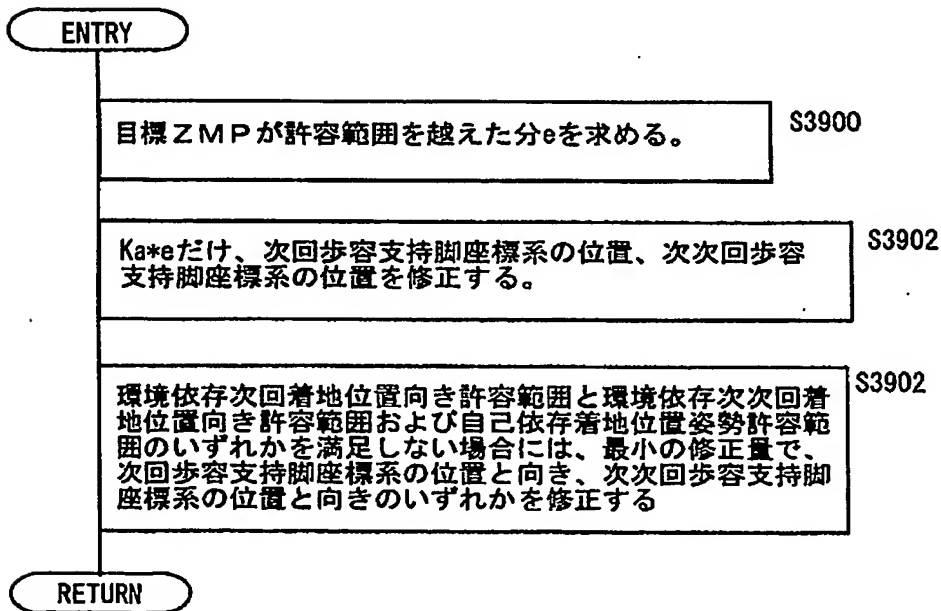 ENTRY
目標ZMPが許容範囲を越えた分eを求める。
S3900
Ka*eだけ、次回歩容支持脚座標系の位置、次次回歩容
支持脚座標系の位置を修正する。
S3902
環境依存次回着地位置向き許容範囲と環境依存次次回着
地位置向き許容範囲および自己依存着地位置姿勢許容範
囲のいずれかを満足しない場合には、最小の修正量で、
次回歩容支持脚座標系の位置と向き、次次回歩容支持脚
座標系の位置と向きのいずれかを修正する
S3902
RETURN